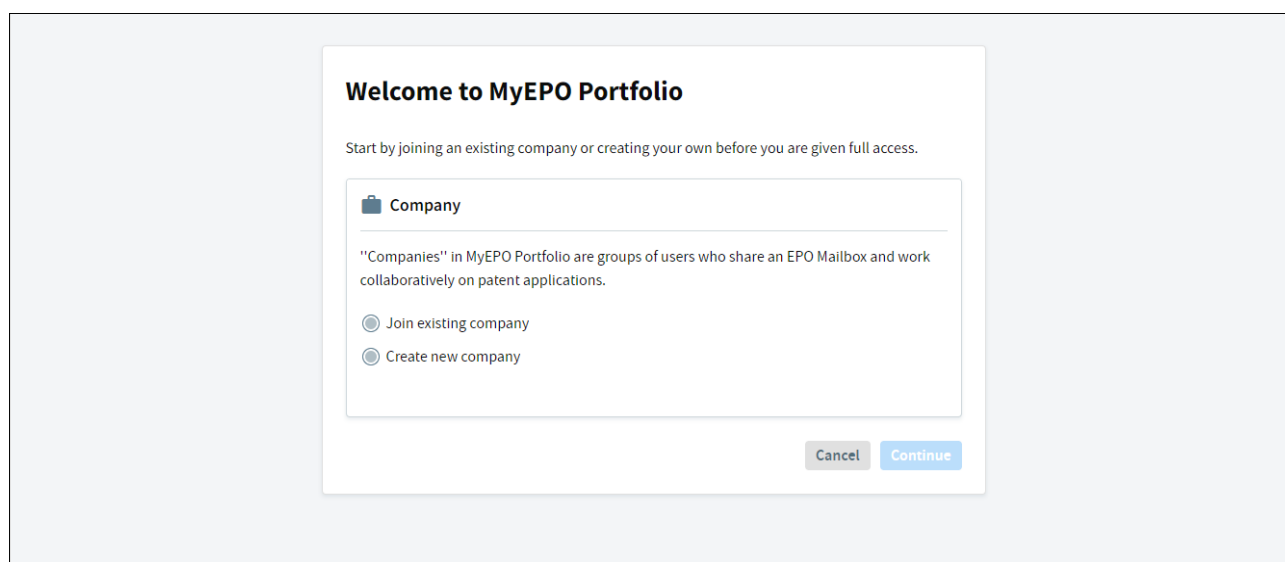 Welcome to MyEPO Portfolio
Start by joining an existing company or creating your own before you are given full access.
Company
"Companies" in MyEPO Portfolio are groups of users who share an EPO Mailbox and work
collaboratively on patent applications.
Join existing company
Create new company
Cancel Continue